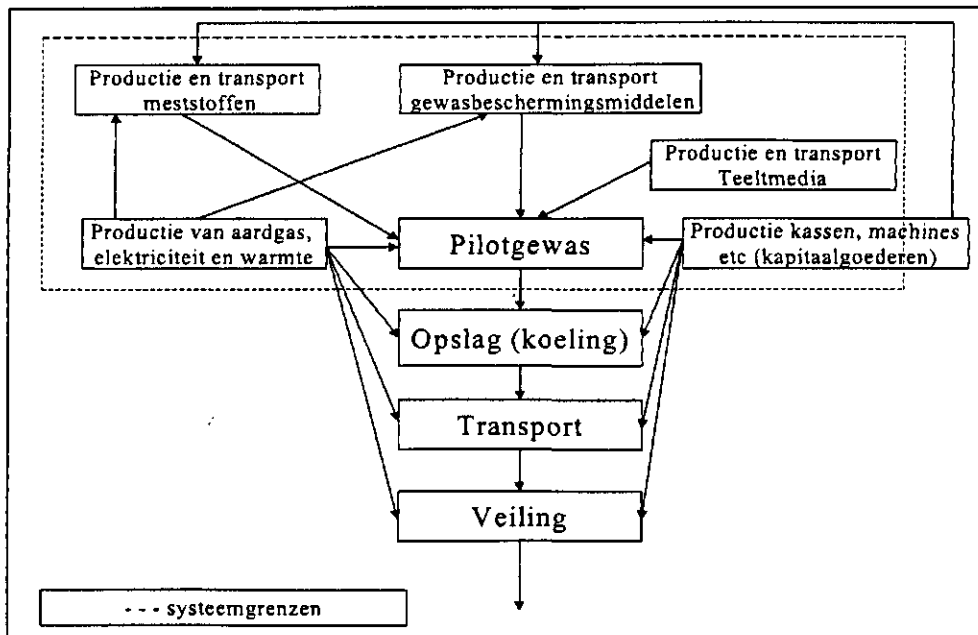 Productie en transport
meststoffen
Productie en transport
gewasbeschermingsmiddelen
Productie en transport
Teeltmedia
Productie van aardgas,
elektriciteit en warmte
Pilotgewas
Productie kassen, machines
etc (kapitaalgoederen)
Opslag (koeling)
Transport
Veiling
--- systeemgrenzen